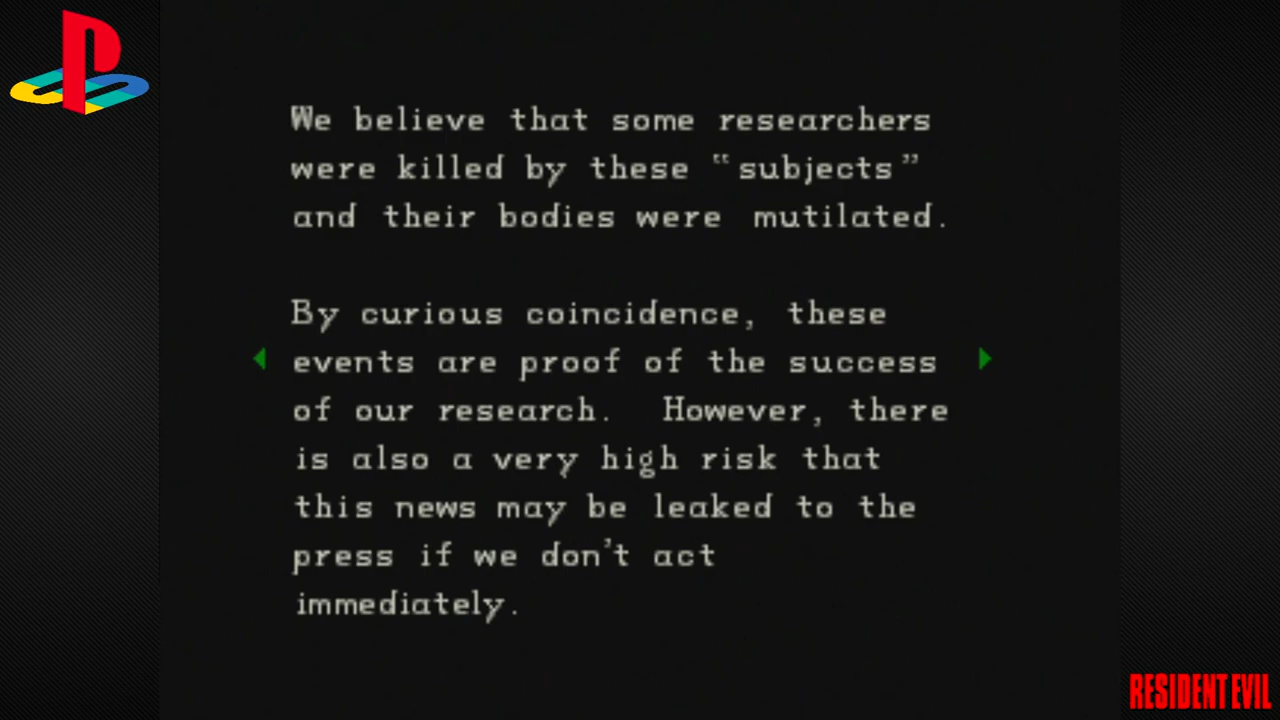 We believe that some researchers
were killed by these "subjects"
and their bodies were mutilated.
By curious coincidence, these
events are proof of the success
of our research. However, there
is also a very high risk that
this news may be leaked to the
press if we don't act
immediately.
RESIDENT EVIL